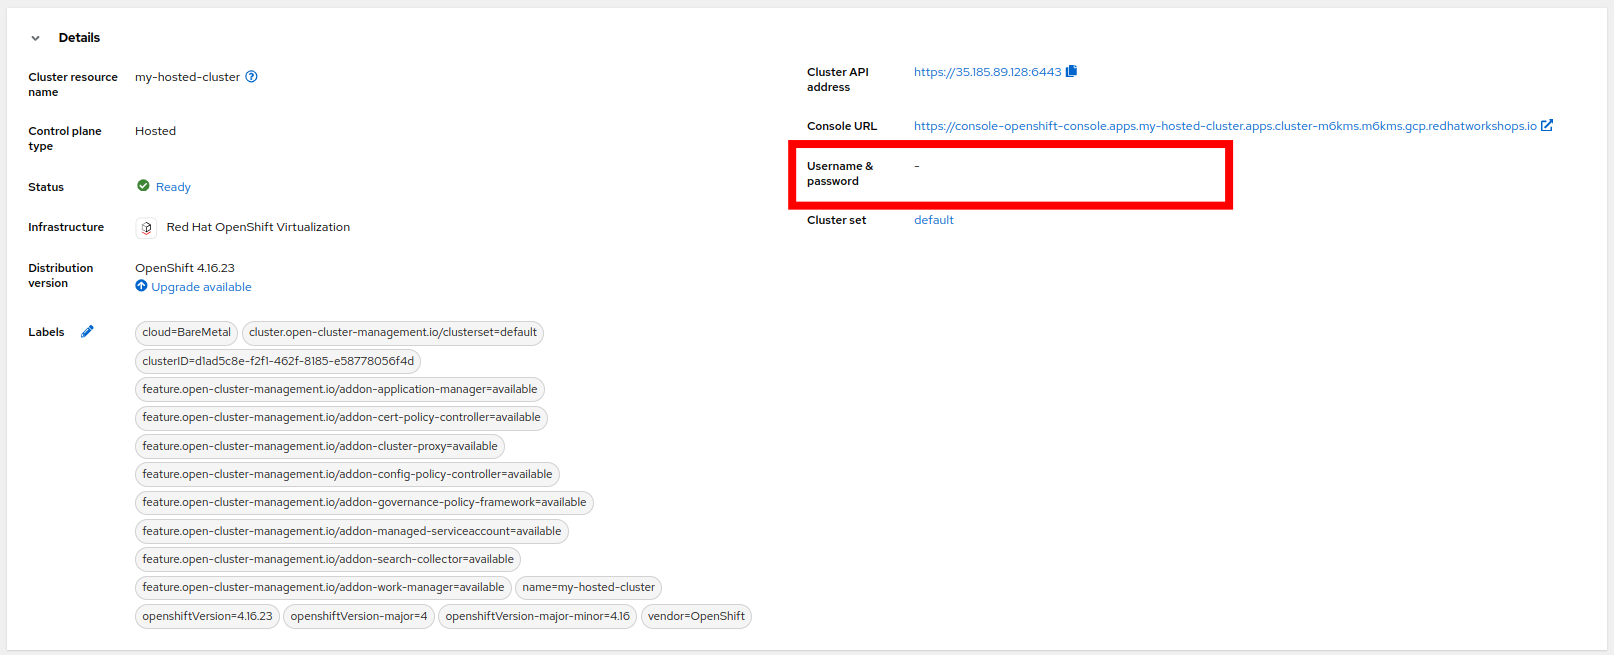 Details
Cluster resource
name
my-hosted-cluster
Control plane
type
Hosted
Status
Ready
Infrastructure
Red Hat OpenShift Virtualization
Distribution
version
OpenShift 4.16.23
Upgrade available
Labels
cloud=BareMetal
cluster.open-cluster-management.io/clusterset=default
clusterID=d1ad5c8e-f2f1-462f-8185-e58778056f4d
feature.open-cluster-management.io/addon-application-manager=available
feature.open-cluster-management.io/addon-cert-policy-controller=available
feature.open-cluster-management.io/addon-cluster-proxy=available
feature.open-cluster-management.io/addon-config-policy-controller=available
feature.open-cluster-management.io/addon-governance-policy-framework=available
feature.open-cluster-management.io/addon-managed-serviceaccount=available
feature.open-cluster-management.io/addon-search-collector=available
feature.open-cluster-management.io/addon-work-manager=available
name=my-hosted-cluster
openshiftVersion=4.16.23
openshiftVersion-major=4
openshiftVersion-major-minor=4.16
vendor=OpenShift
Cluster API
address
https://35.185.89.128:6443
Console URL
https://console-openshift-console.apps.my-hosted-cluster.apps.cluster-m6kms.m6kms.gcp.redhatworkshops.io
Username &
password
-
Cluster set
default